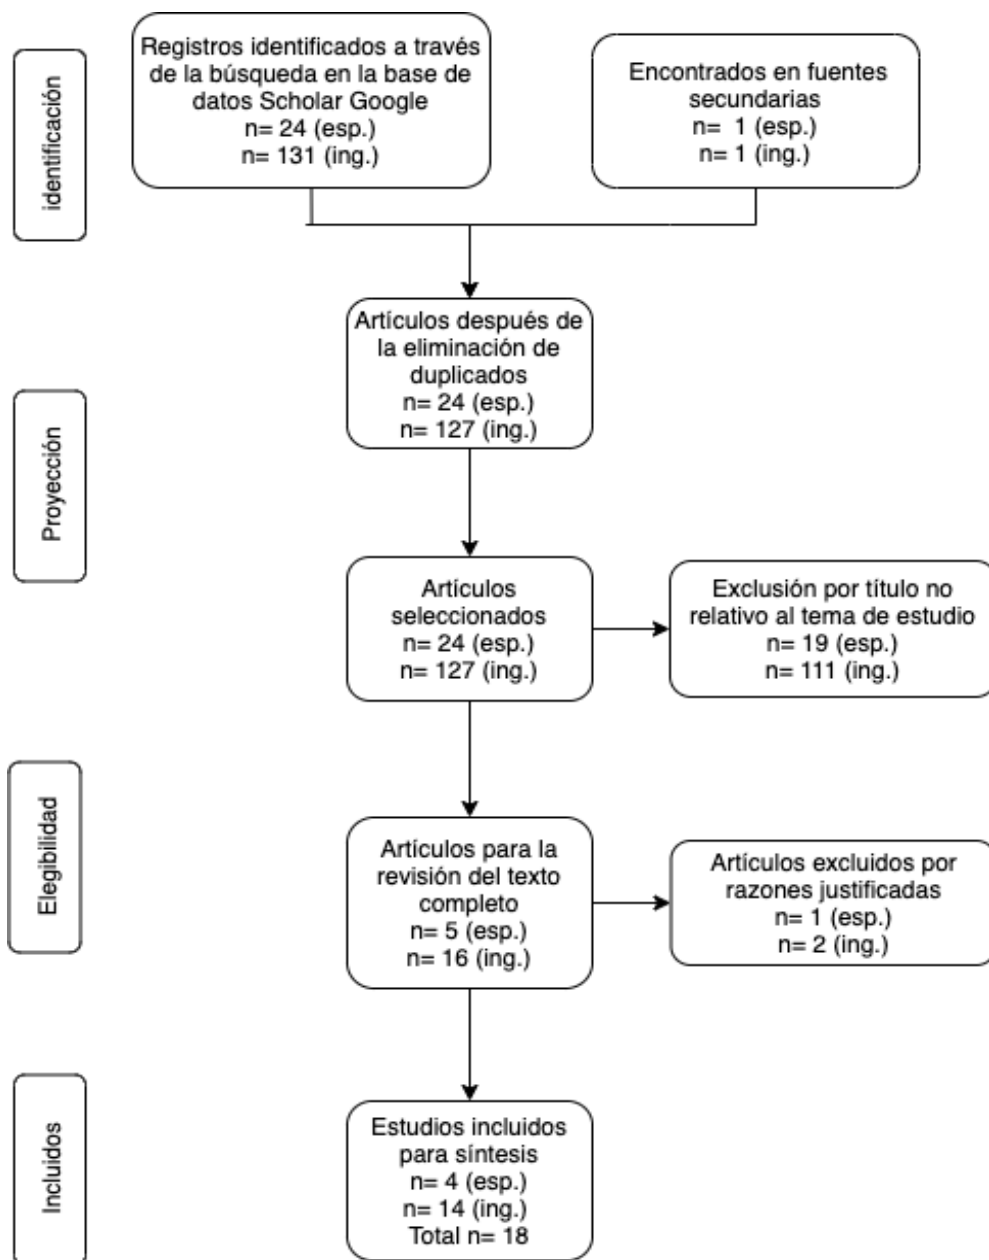 identificación
Registros identificados a través
de la búsqueda en la base de
datos Scholar Google
n= 24 (esp.)
n= 131 (ing.)
Encontrados en fuentes
secundarias
n= 1 (esp.)
n= 1 (ing.)
Proyección
Artículos después de
la eliminación de
duplicados
n= 24 (esp.)
n= 127 (ing.)
Artículos
seleccionados
n= 24 (esp.)
n= 127 (ing.)
Exclusión por título no
relativo al tema de estudio
n= 19 (esp.)
n= 111 (ing.)
Elegibilidad
Artículos para la
revisión del texto
completo
n= 5 (esp.)
n= 16 (ing.)
Artículos excluidos por
razones justificadas
n= 1 (esp.)
n= 2 (ing.)
Incluidos
Estudios incluidos
para síntesis
n= 4 (esp.)
n= 14 (ing.)
Total n= 18